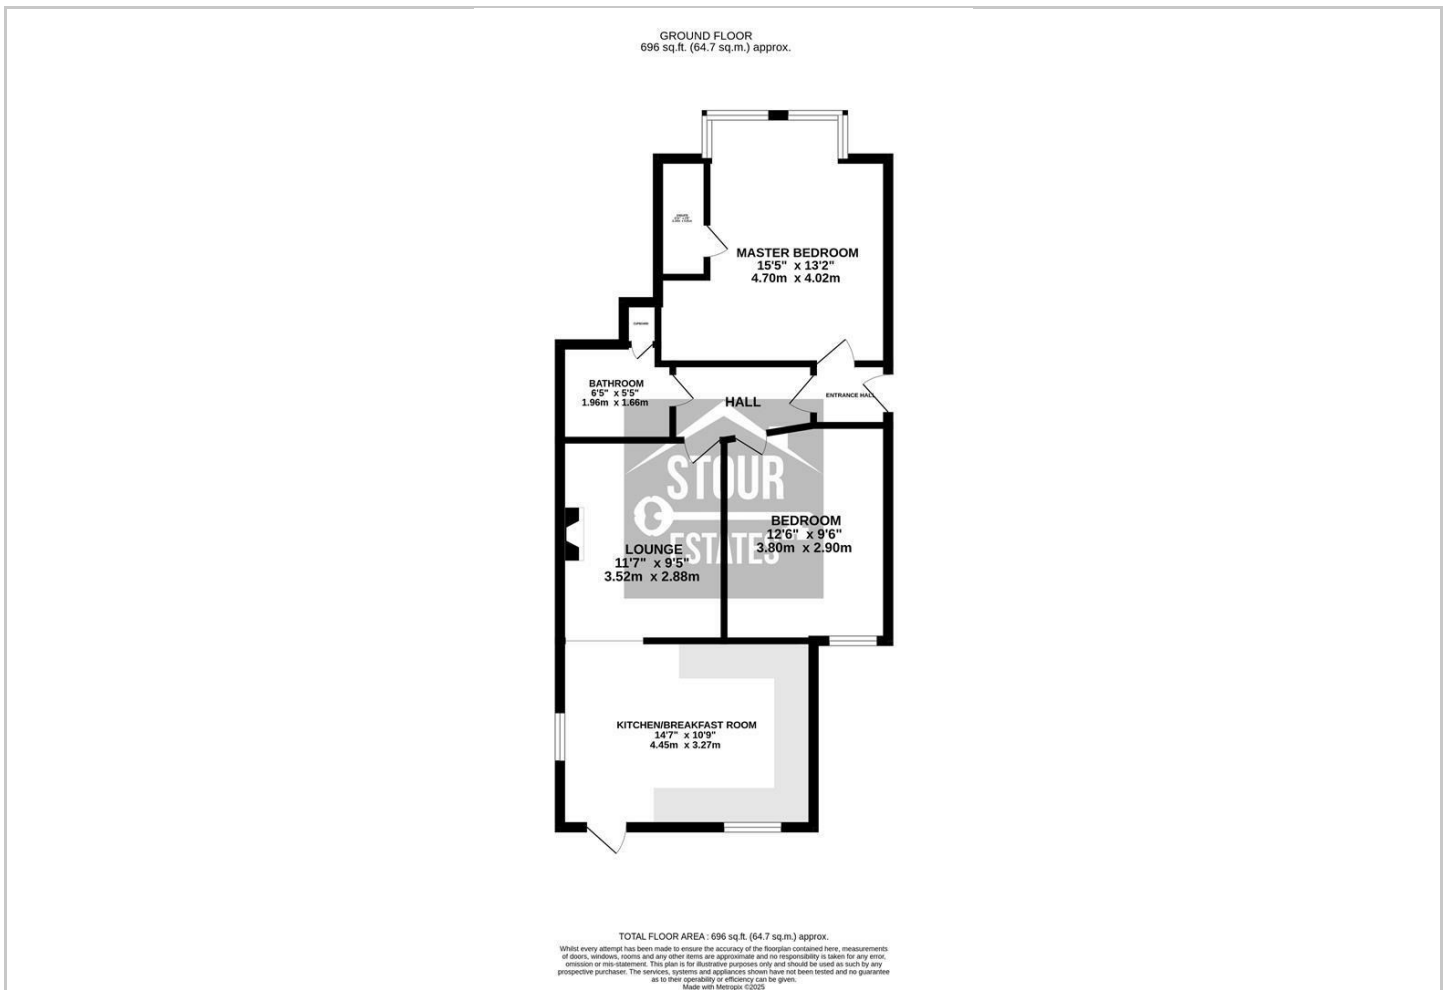 GROUND FLOOR
696 sq.ft. (64.7 sq.m.) approx.
MASTER BEDROOM
15'5" x 13'2"
4.70m x 4.02m
BATHROOM
6'5" x 5'5"
1.96m x 1.66m
HALL
ENTRANCE HALL
STOUR
ESTATES
LOUNGE
11'7" x 9'5"
3.52m x 2.88m
BEDROOM
12'6" x 9'6"
3.80m x 2.90m
KITCHEN/BREAKFAST ROOM
14'7" x 10'9"
4.45m x 3.27m
TOTAL FLOOR AREA : 696 sq.ft. (64.7 sq.m.) approx.
Whilst every attempt has been made to ensure the accuracy of the floorplan contained here, measurements
of doors, windows, rooms and any other items are approximate and no responsibility is taken for any error,
omission or mis-statement. This plan is for illustrative purposes only and should be used as such by any
prospective purchaser. The services, systems and appliances shown have not been tested and no guarantee
as to their operability or efficiency can be given.
Made with Metropix ©2025